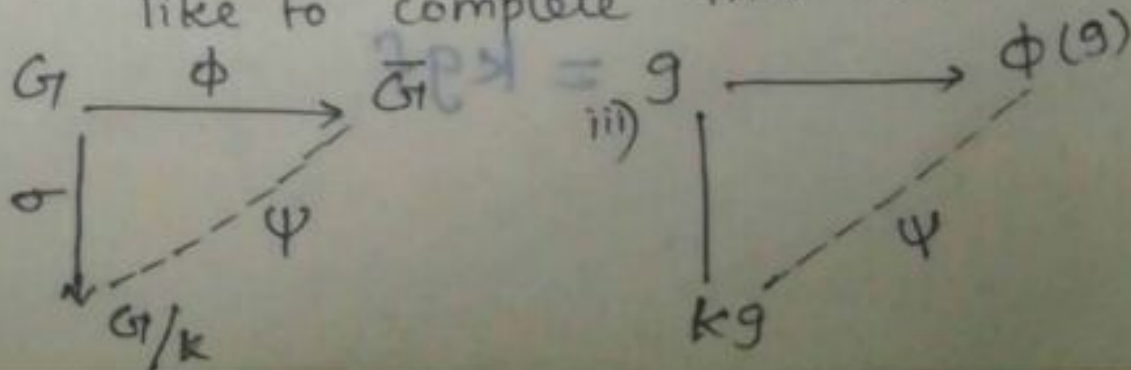 like to complete
G ϕ G̅ iii) g ϕ(g)
σ ψ ψ
G/k kg